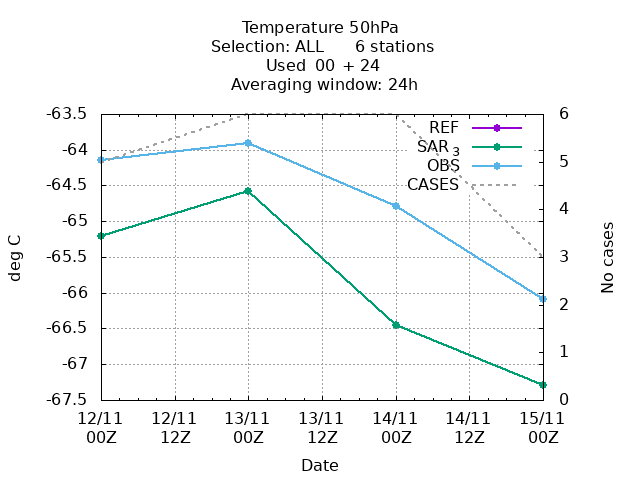 Temperature 50hPa
Selection: ALL 6 stations
Used 00 + 24
Averaging window: 24h
-63.5 6
REF
-64
SAR3
OBS 5
-64.5 CASES
-65 4
-65.5 3
deg C
No cases
-66 2
-66.5
-67 1
-67.5 0
12/11 12/11 13/11 13/11 14/11 14/11 15/11
00Z 12Z 00Z 12Z 00Z 12Z 00Z
Date